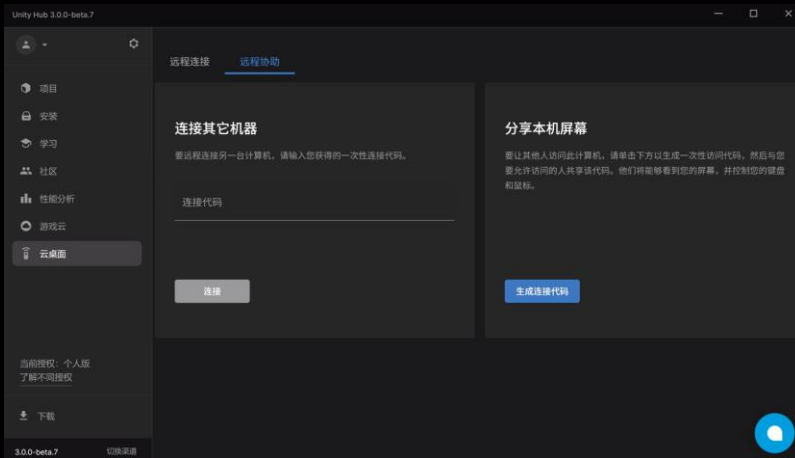 Unity Hub 3.0.0-beta.7
项目
安装
学习
社区
性能分析
游戏云
云桌面
当前授权：个人版
了解不同授权
下载
3.0.0-beta.7 切换渠道
远程连接 远程协助
连接其它机器
要远程连接另一台计算机，请输入您获得的一次性连接代码。
连接代码
连接
分享本机屏幕
要让其他人访问此计算机，请单击下方以生成一次性访问代码，然后与您
要允许访问的人共享该代码。他们将能够看到您的屏幕，并控制您的键盘
和鼠标。
生成连接代码